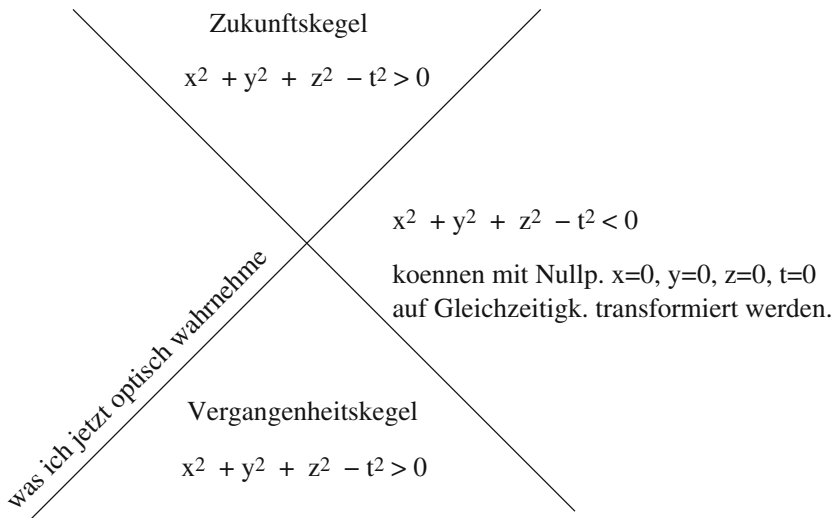 Zukunftskegel
x² + y² + z² − t² > 0
x² + y² + z² − t² < 0
koennen mit Nullp. x=0, y=0, z=0, t=0
auf Gleichzeitigk. transformiert werden.
was ich jetzt optisch wahrnehme
Vergangenheitskegel
x² + y² + z² − t² > 0